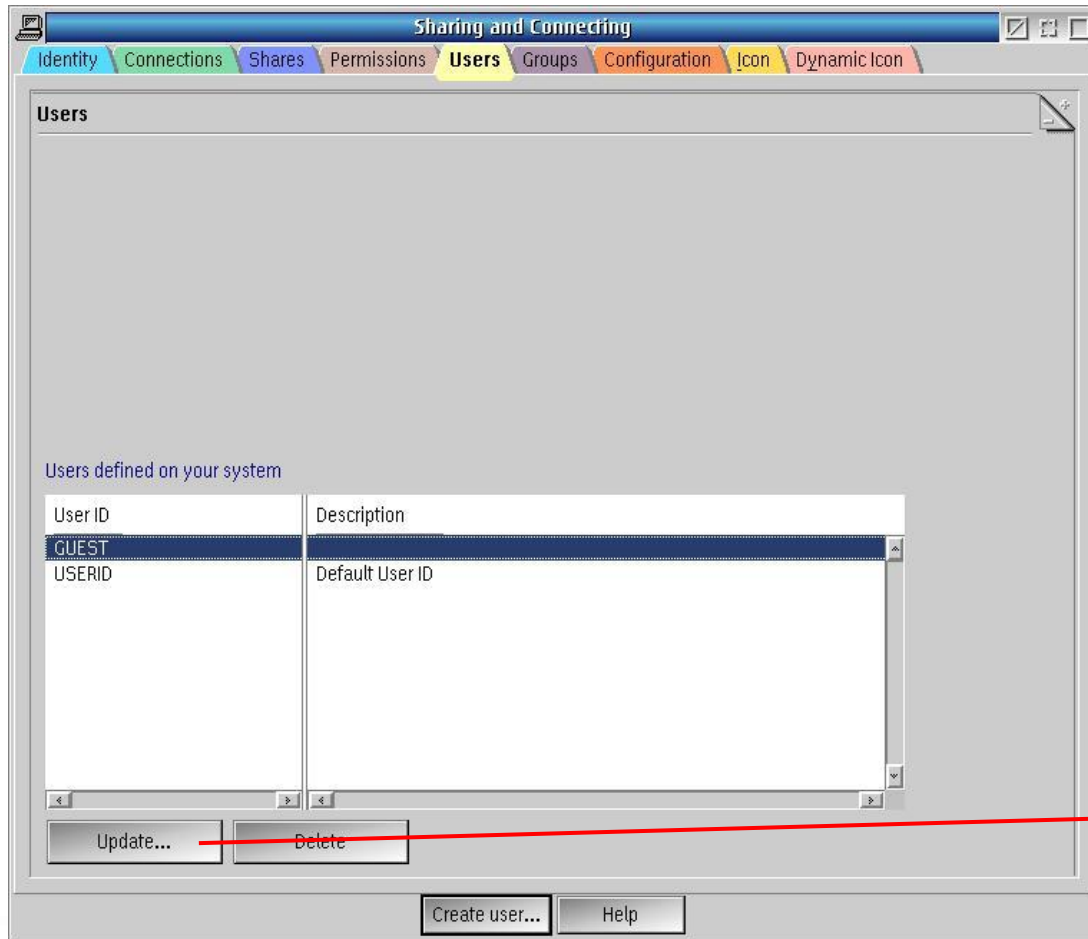 Sharing and Connecting
Identity Connections Shares Permissions Users Groups Configuration Icon Dynamic Icon
Users
Users defined on your system
User ID Description
GUEST
USERID Default User ID
Update... Delete
Create user... Help